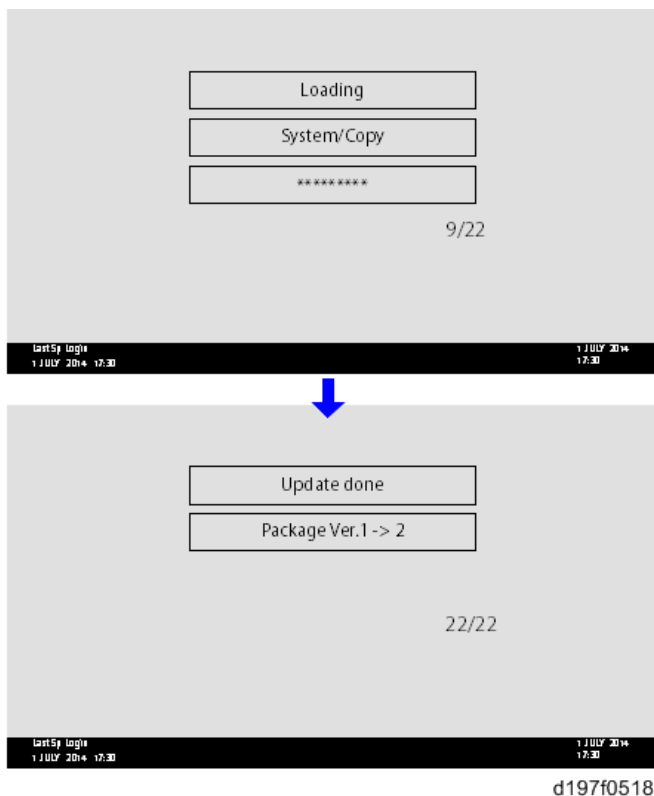 Loading
System/Copy
*********
9/22
Last Sp Login
1 JULY 2014 17:30
1 JULY 2014
17:30
Update done
Package Ver.1 -> 2
22/22
Last Sp Login
1 JULY 2014 17:30
1 JULY 2014
17:30
d197f0518